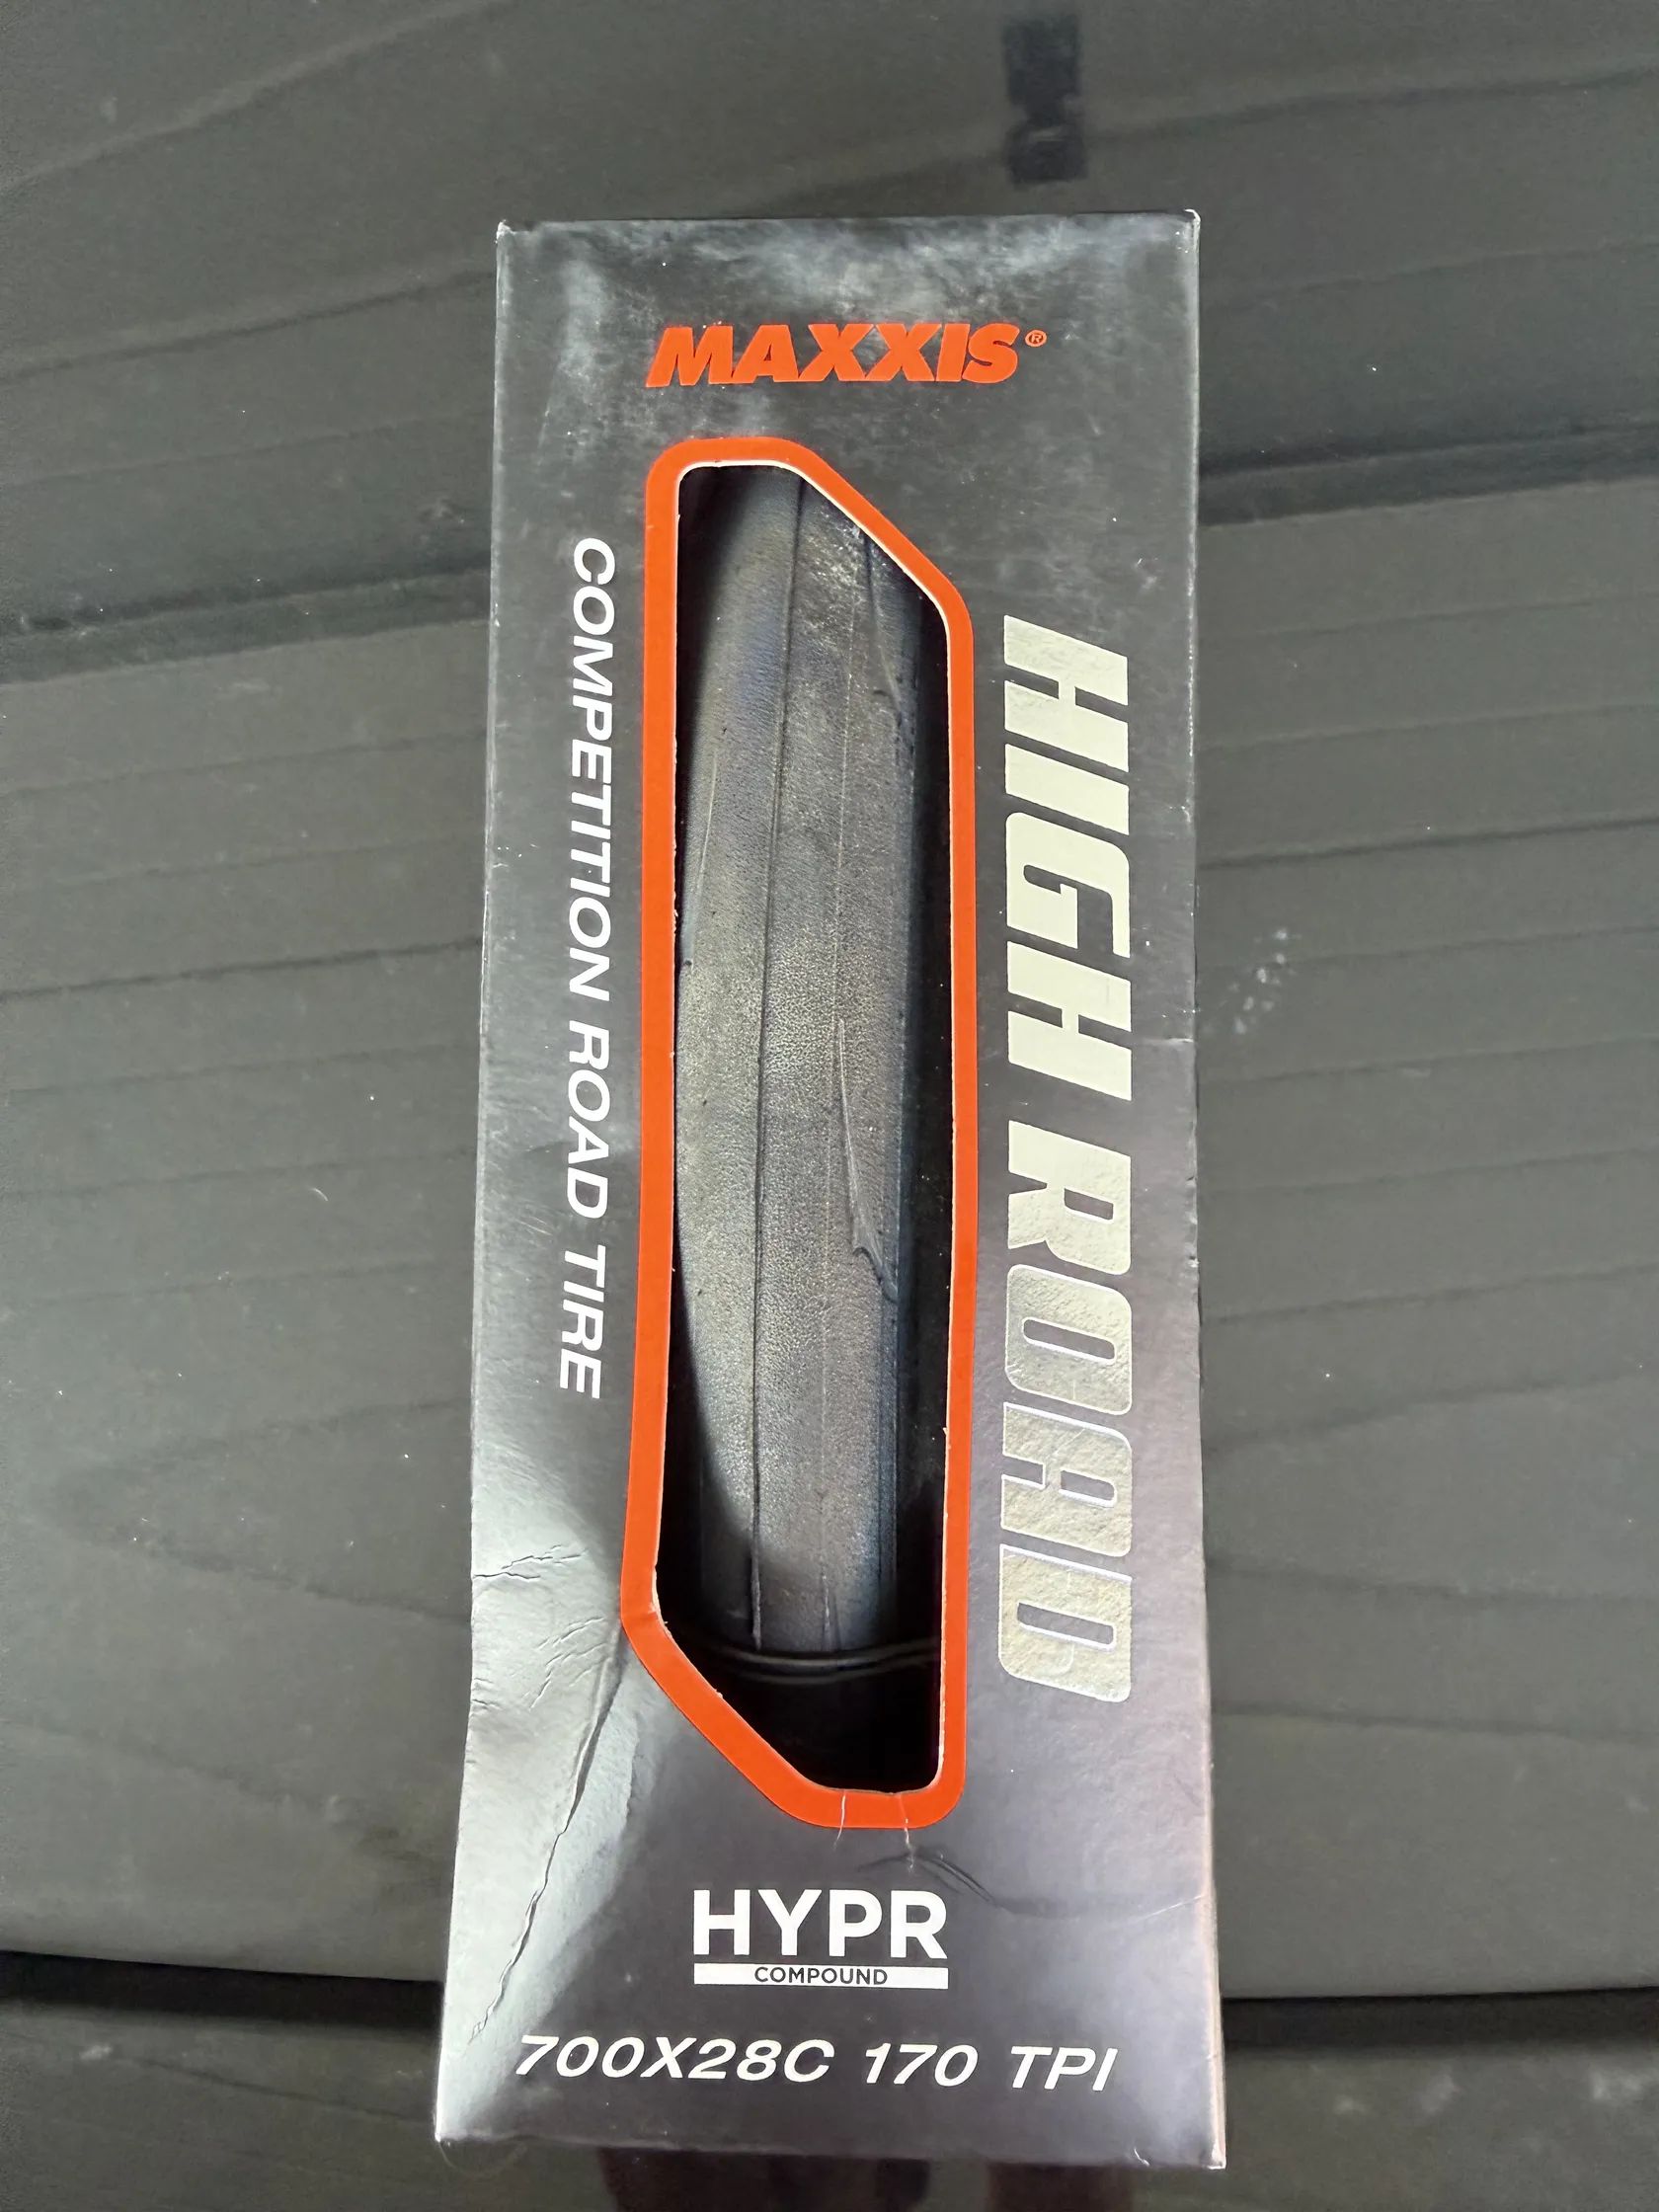 MAXXIS®
COMPETITION ROAD TIRE
HIGH ROAD
HYPR
COMPOUND
700X28C 170 TPI